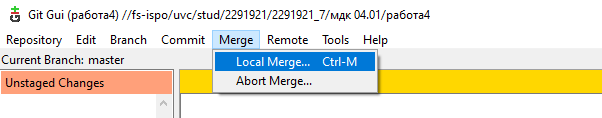 Git Gui (работа4) //fs-ispo/uvc/stud/2291921/2291921_7/мдк 04.01/работа4
Repository Edit Branch Commit Merge Remote Tools Help
Current Branch: master
Local Merge... Ctrl-M
Unstaged Changes
Abort Merge...